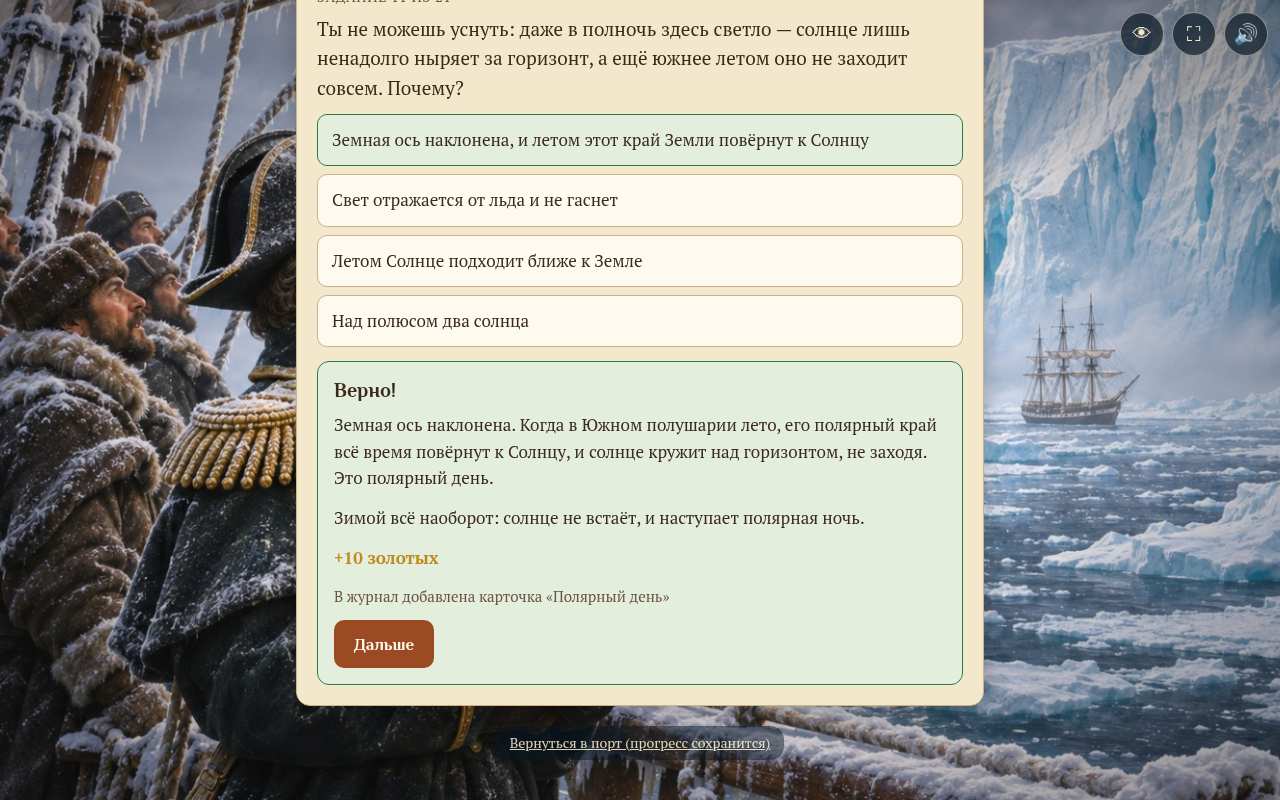 Ты не можешь уснуть: даже в полночь здесь светло — солнце лишь
ненадолго ныряет за горизонт, а ещё южнее летом оно не заходит
совсем. Почему?
Земная ось наклонена, и летом этот край Земли повёрнут к Солнцу
Свет отражается от льда и не гаснет
Летом Солнце подходит ближе к Земле
Над полюсом два солнца
Верно!
Земная ось наклонена. Когда в Южном полушарии лето, его полярный край
всё время повёрнут к Солнцу, и солнце кружит над горизонтом, не заходя.
Это полярный день.
Зимой всё наоборот: солнце не встаёт, и наступает полярная ночь.
+10 золотых
В журнал добавлена карточка «Полярный день»
Дальше
Вернуться в порт (прогресс сохранится)